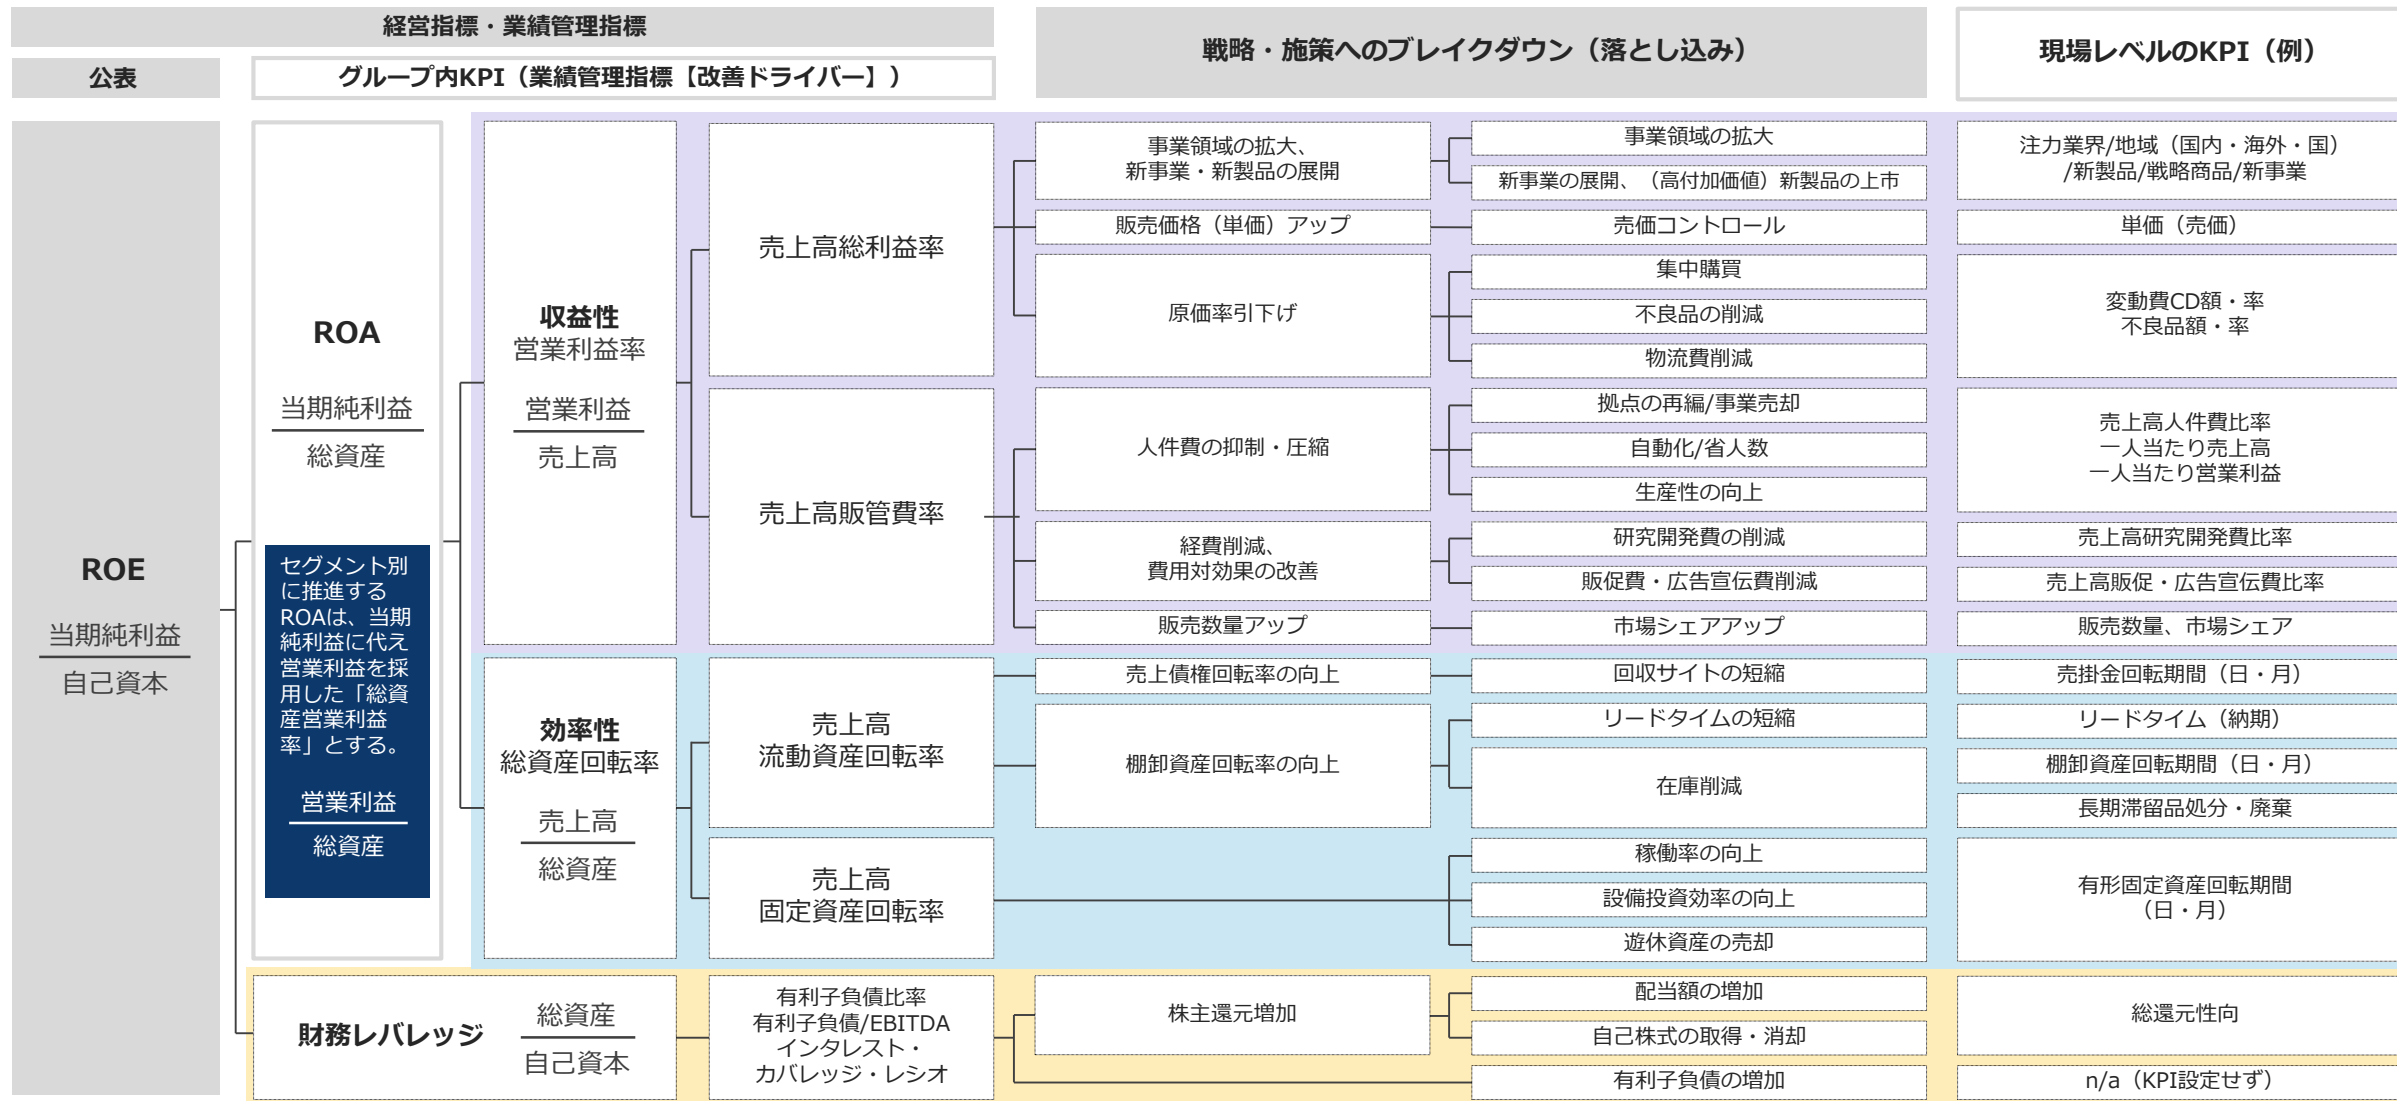 経営指標・業績管理指標
公表
グループ内KPI（業績管理指標【改善ドライバー】）
戦略・施策へのブレイクダウン（落とし込み）
現場レベルのKPI（例）
ROE
当期純利益
自己資本
ROA
当期純利益
総資産
セグメント別
に推進する
ROAは、当期
純利益に代え
営業利益を採
用した「総資
産営業利益
率」とする。
営業利益
総資産
収益性
営業利益率
営業利益
売上高
売上高総利益率
事業領域の拡大、
新事業・新製品の展開
事業領域の拡大
新事業の展開、（高付加価値）新製品の上市
注力業界/地域（国内・海外・国）
/新製品/戦略商品/新事業
販売価格（単価）アップ
売価コントロール
単価（売価）
原価率引下げ
集中購買
不良品の削減
物流費削減
変動費CD額・率
不良品額・率
売上高販管費率
人件費の抑制・圧縮
拠点の再編/事業売却
自動化/省人数
生産性の向上
売上高人件費比率
一人当たり売上高
一人当たり営業利益
経費削減、
費用対効果の改善
研究開発費の削減
売上高研究開発費比率
販促費・広告宣伝費削減
売上高販促・広告宣伝費比率
販売数量アップ
市場シェアアップ
販売数量、市場シェア
効率性
総資産回転率
売上高
総資産
売上高
流動資産回転率
売上債権回転率の向上
回収サイトの短縮
売掛金回転期間（日・月）
棚卸資産回転率の向上
リードタイムの短縮
リードタイム（納期）
在庫削減
棚卸資産回転期間（日・月）
長期滞留品処分・廃棄
売上高
固定資産回転率
稼働率の向上
設備投資効率の向上
遊休資産の売却
有形固定資産回転期間
（日・月）
財務レバレッジ
総資産
自己資本
有利子負債比率
有利子負債/EBITDA
インタレスト・
カバレッジ・レシオ
株主還元増加
配当額の増加
自己株式の取得・消却
総還元性向
有利子負債の増加
n/a（KPI設定せず）